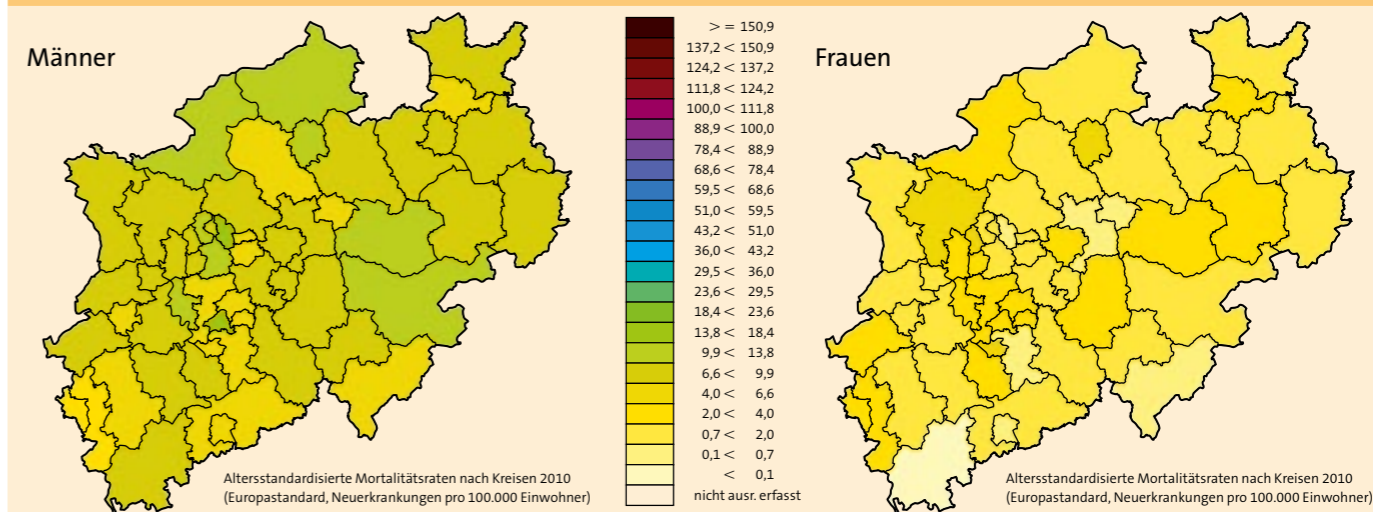 Männer
> = 150,9
137,2 < 150,9
124,2 < 137,2
111,8 < 124,2
100,0 < 111,8
88,9 < 100,0
78,4 < 88,9
68,6 < 78,4
59,5 < 68,6
51,0 < 59,5
43,2 < 51,0
36,0 < 43,2
29,5 < 36,0
23,6 < 29,5
18,4 < 23,6
13,8 < 18,4
9,9 < 13,8
6,6 < 9,9
4,0 < 6,6
2,0 < 4,0
0,7 < 2,0
0,1 < 0,7
< 0,1
nicht ausr. erfasst
Altersstandardisierte Mortalitätsraten nach Kreisen 2010
(Europastandard, Neuerkrankungen pro 100.000 Einwohner)
Frauen
Altersstandardisierte Mortalitätsraten nach Kreisen 2010
(Europastandard, Neuerkrankungen pro 100.000 Einwohner)